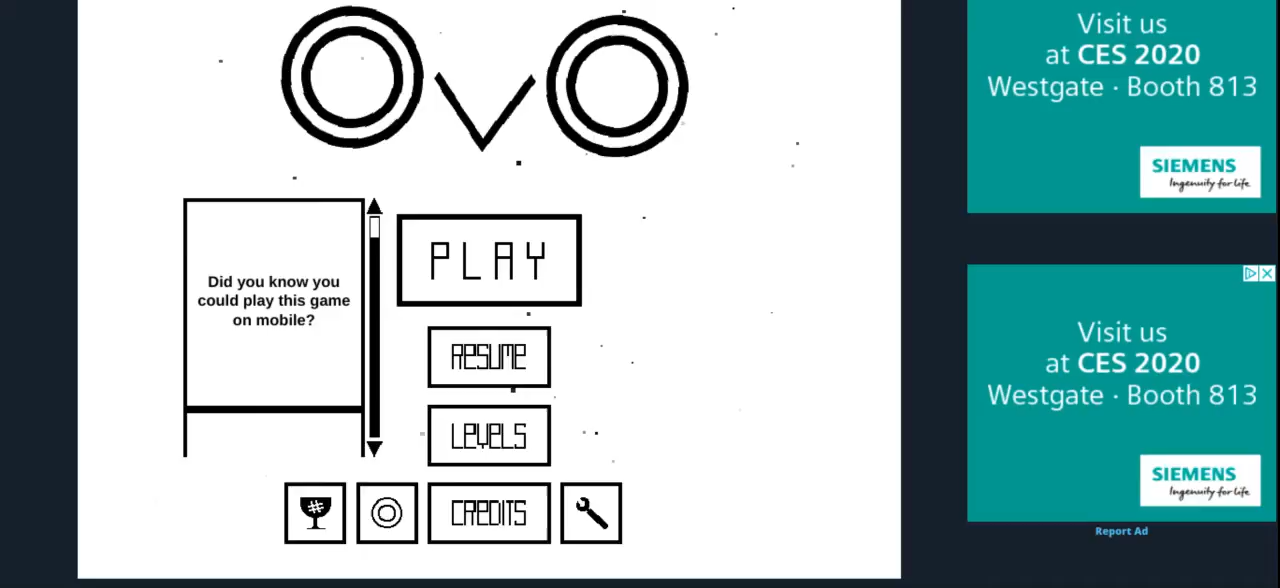 OVO
Did you know you
could play this game
on mobile?
PLAY
RESUME
LEVELS
CREDITS
Visit us
at CES 2020
Westgate · Booth 813
SIEMENS
Ingenuity for life
Visit us
at CES 2020
Westgate · Booth 813
SIEMENS
Ingenuity for life
Report Ad